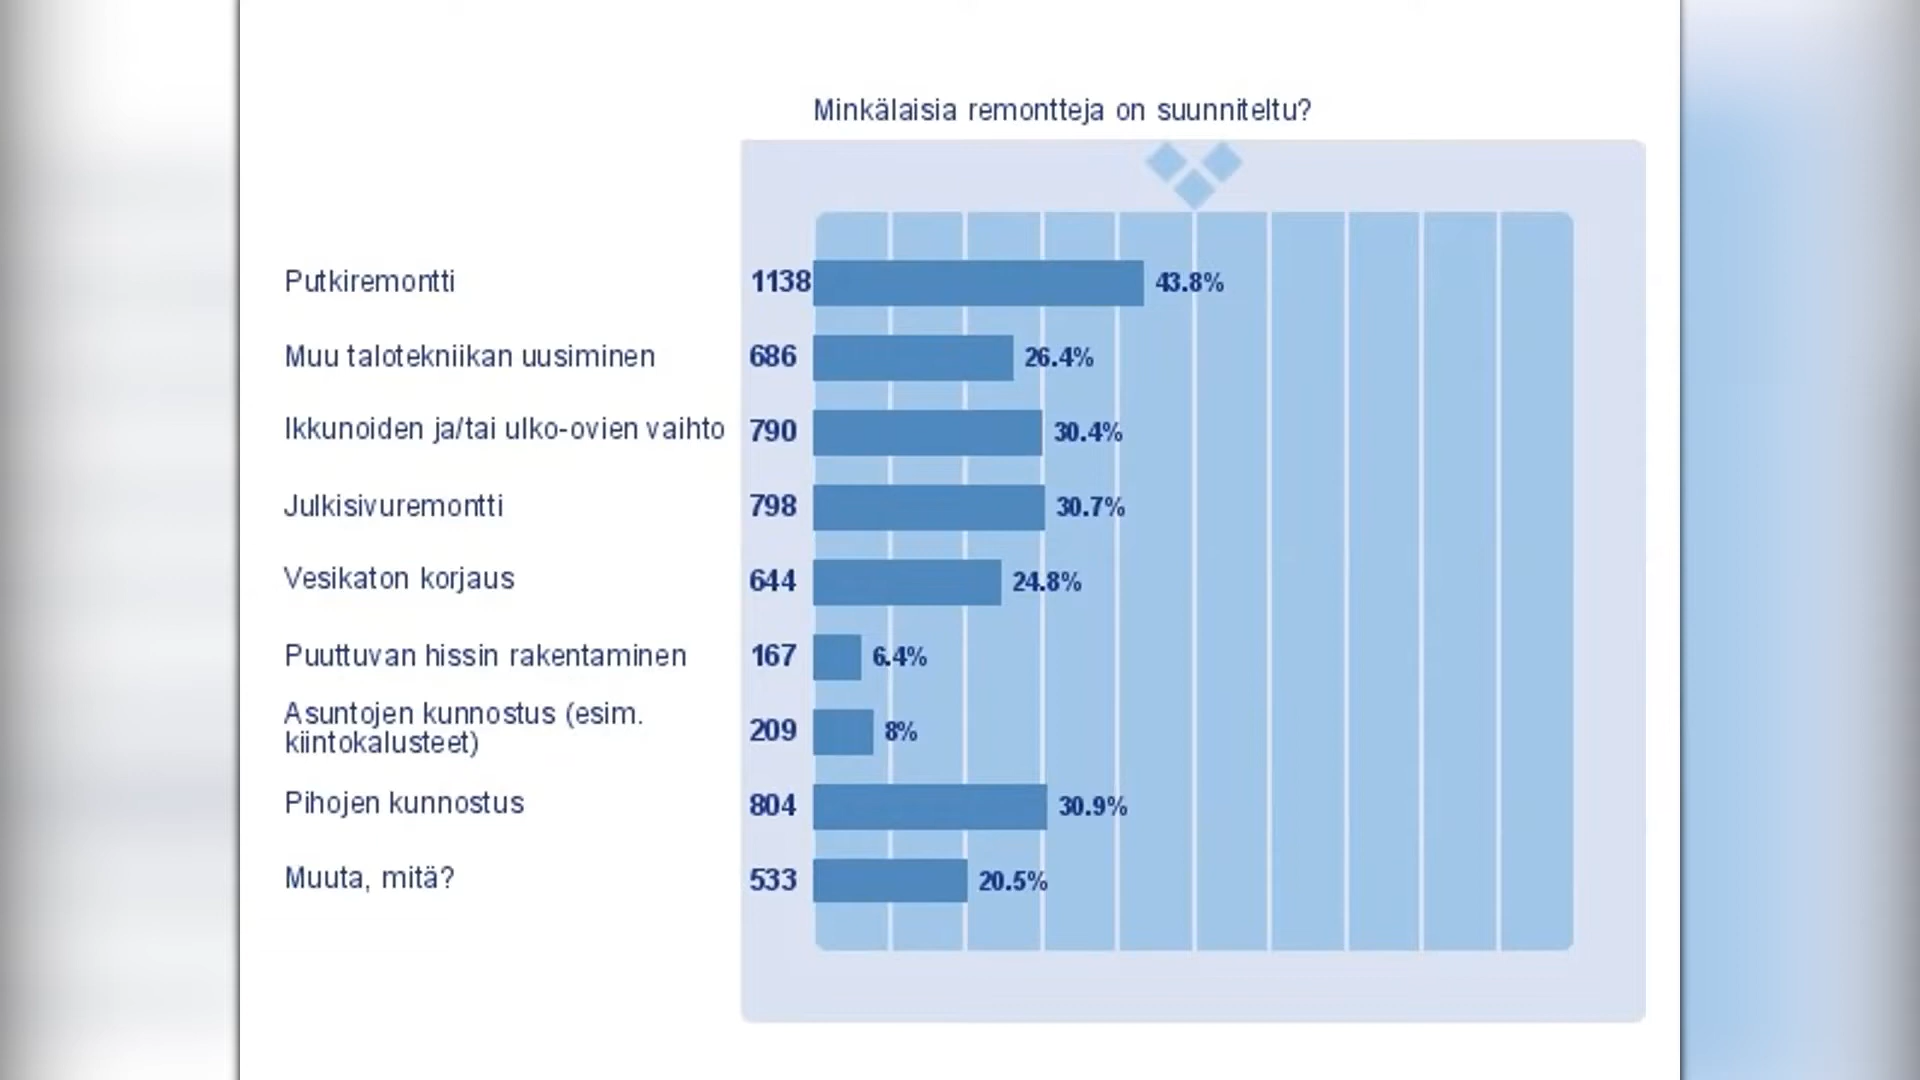 Minkälaisia remontteja on suunniteltu?
Putkiremontti 1138 43.8%
Muu talotekniikan uusiminen 686 26.4%
Ikkunoiden ja/tai ulko-ovien vaihto 790 30.4%
Julkisivuremontti 798 30.7%
Vesikaton korjaus 644 24.8%
Puuttuvan hissin rakentaminen 167 6.4%
Asuntojen kunnostus (esim.
kiintokalusteet) 209 8%
Pihojen kunnostus 804 30.9%
Muuta, mitä? 533 20.5%